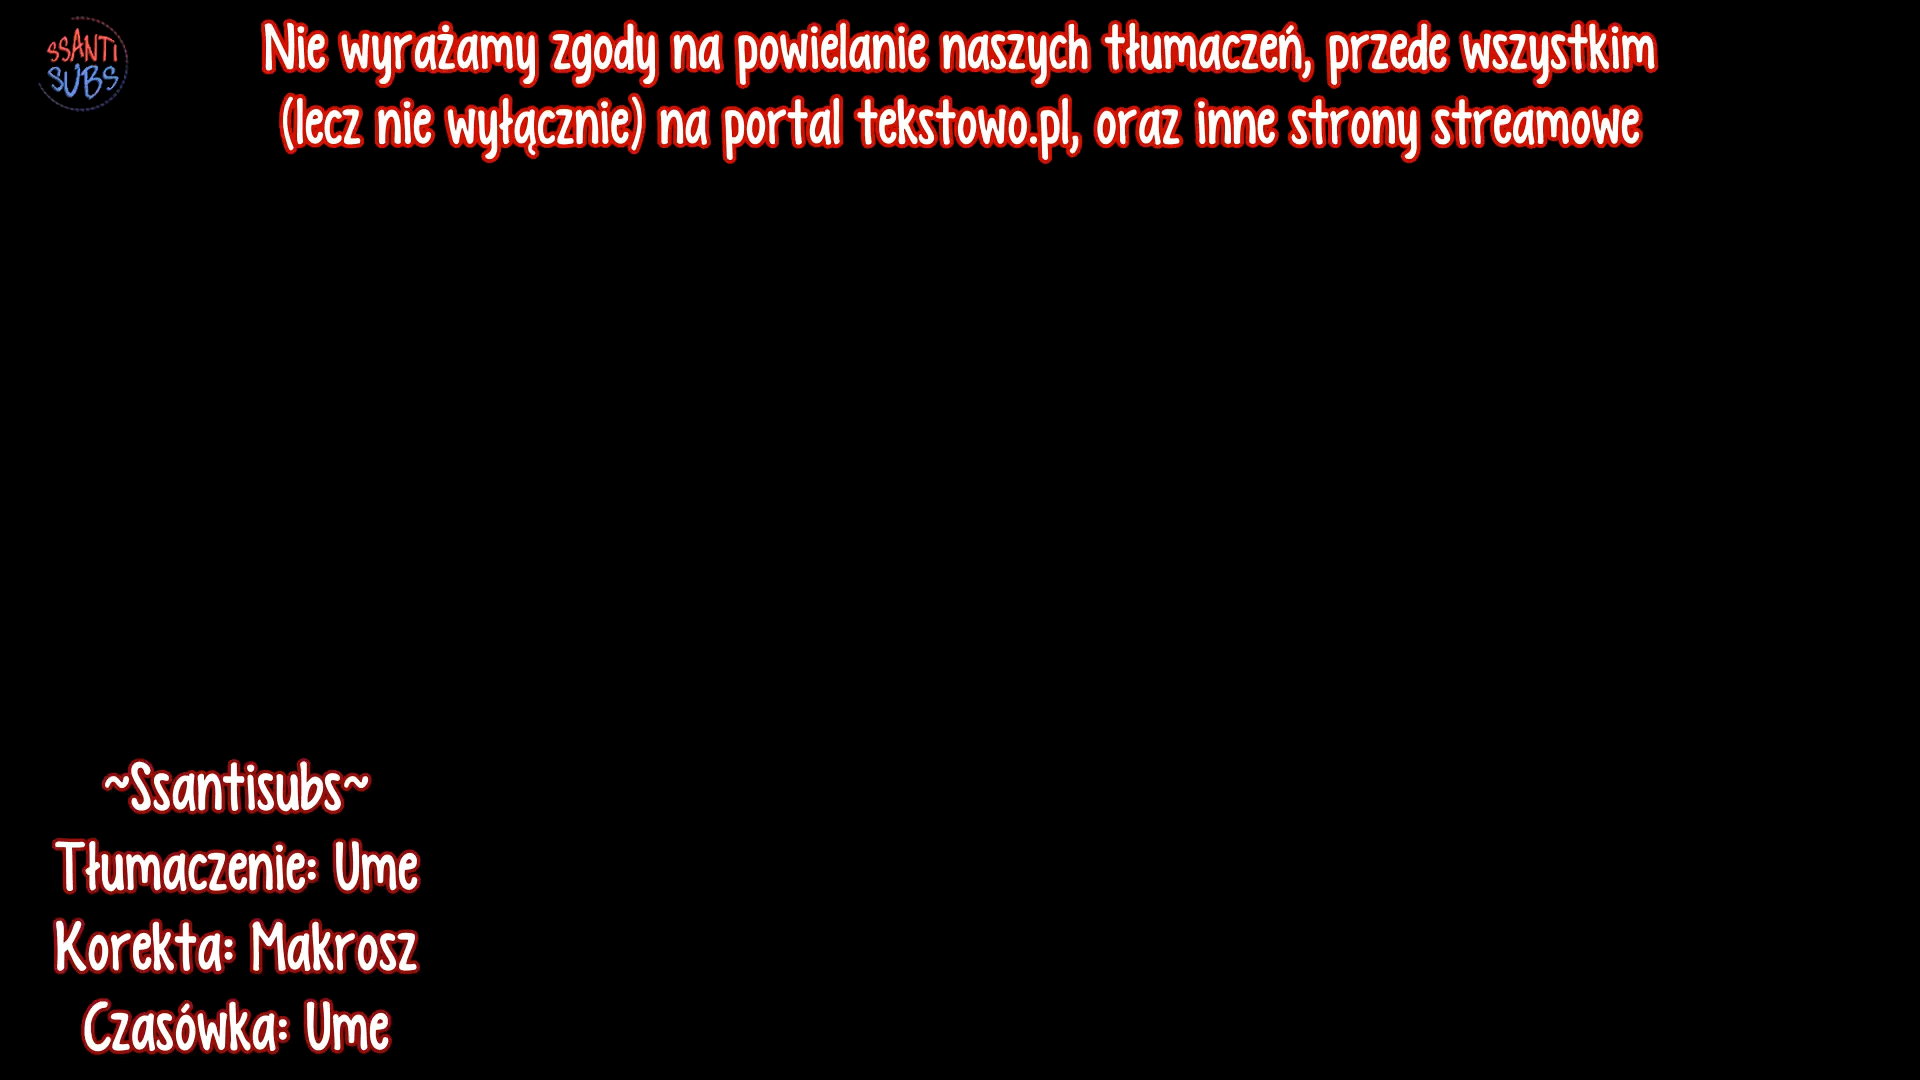 SSANTI
SUBS
Nie wyrażamy zgody na powielanie naszych tłumaczeń, przede wszystkim
(lecz nie wyłącznie) na portal tekstowo.pl, oraz inne strony streamowe
~Ssantisubs~
Tłumaczenie: Ume
Korekta: Makrosz
Czasówka: Ume